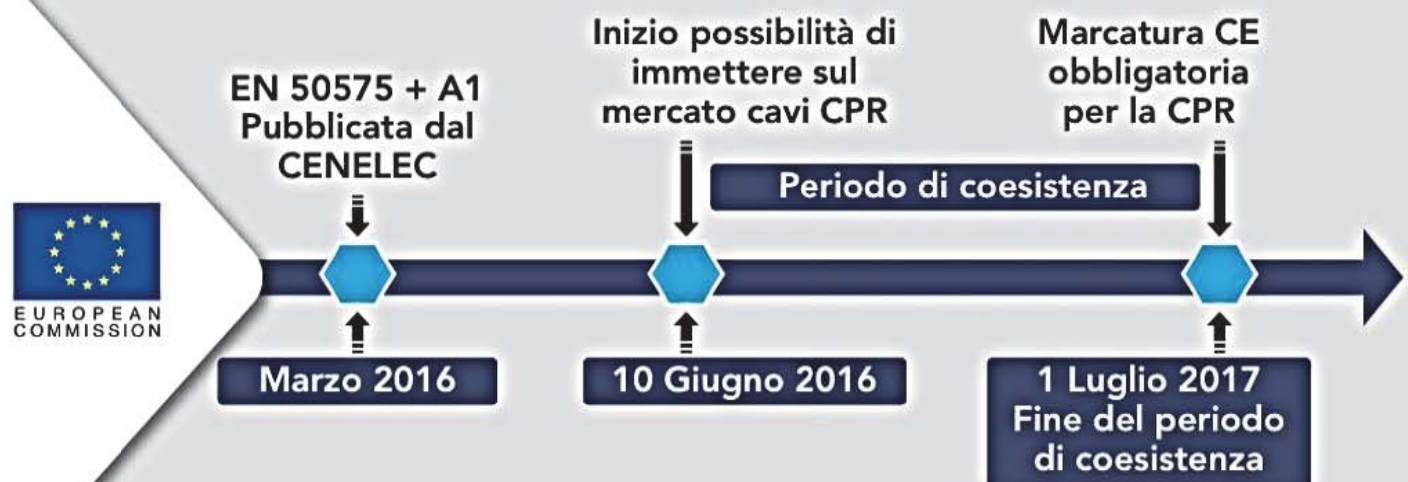 EN 50575 + A1
Pubblicata dal
CENELEC
Inizio possibilità di
immettere sul
mercato cavi CPR
Marcatura CE
obbligatoria
per la CPR
Periodo di coesistenza
EUROPEAN
COMMISSION
Marzo 2016
10 Giugno 2016
1 Luglio 2017
Fine del periodo
di coesistenza